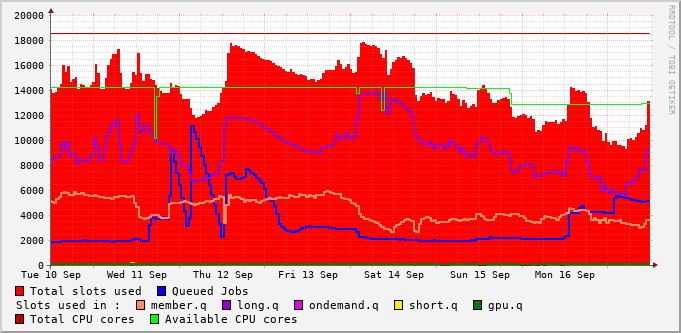 20000
18000
16000
14000
12000
10000
8000
6000
4000
2000
0
Tue 10 Sep Wed 11 Sep Thu 12 Sep Fri 13 Sep Sat 14 Sep Sun 15 Sep Mon 16 Sep
RRDTOOL / TOBI OETIKER
Total slots used Queued Jobs
Slots used in : member.q long.q ondemand.q short.q gpu.q
Total CPU cores Available CPU cores